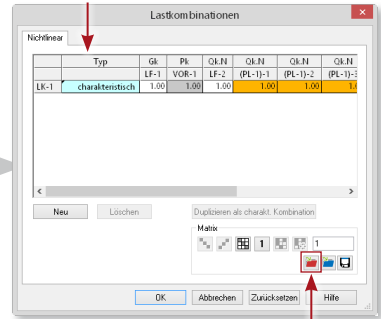 Lastkombinationen
Nichtlinear
Typ Gk Pk Qk.N Qk.N Qk.N Qk.N
LF-1 VOR-1 LF-2 (PL-1)-1 (PL-1)-2 (PL-1)-3
LK-1 charakteristisch 1.00 1.00 1.00 1.00 1.00 1.0
Neu Löschen Duplizieren als charakt. Kombination
Matrix
1 1
OK Abbrechen Zurücksetzen Hilfe